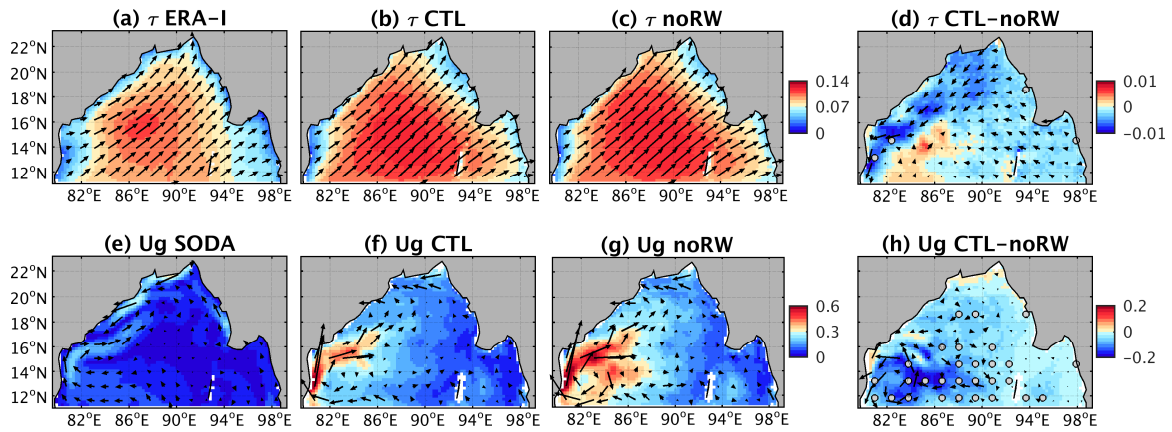 (a) τ ERA−I (b) τ CTL (c) τ noRW (d) τ CTL−noRW
22°N
20°N
18°N
16°N
14°N
12°N
0.14
0.07
0
0.01
0
−0.01
82°E 86°E 90°E 94°E 98°E 82°E 86°E 90°E 94°E 98°E 82°E 86°E 90°E 94°E 98°E 82°E 86°E 90°E 94°E 98°E
(e) Ug SODA (f) Ug CTL (g) Ug noRW (h) Ug CTL−noRW
22°N
20°N
18°N
16°N
14°N
12°N
0.6
0.3
0
0.2
0
−0.2
82°E 86°E 90°E 94°E 98°E 82°E 86°E 90°E 94°E 98°E 82°E 86°E 90°E 94°E 98°E 82°E 86°E 90°E 94°E 98°E